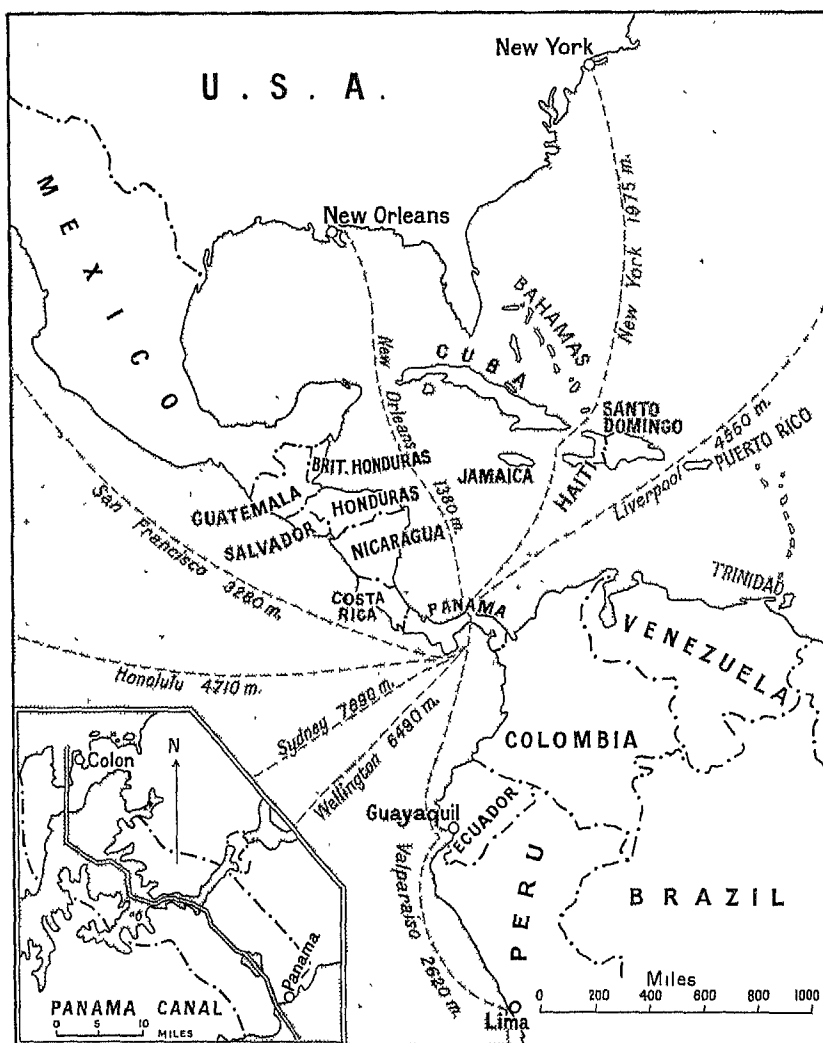 New York
U.S.A.
MEXICO
New Orleans
New York 1975 m.
BAHAMAS
CUBA
New Orleans 1380 m.
SANTO
DOMINGO
Liverpool 4550 m.
PUERTO RICO
HAITI
JAMAICA
BRIT. HONDURAS
GUATEMALA
HONDURAS
SALVADOR
NICARAGUA
San Francisco 3280 m.
COSTA
RICA
PANAMA
TRINIDAD
VENEZUELA
Honolulu 4710 m.
Sydney 7690 m.
Wellington 6490 m.
COLOMBIA
Guayaquil
ECUADOR
PERU
BRAZIL
Valparaiso 2620 m.
Lima
Miles
0 200 400 600 800 1000
Colon
N
Panama
PANAMA CANAL
0 5 10
MILES